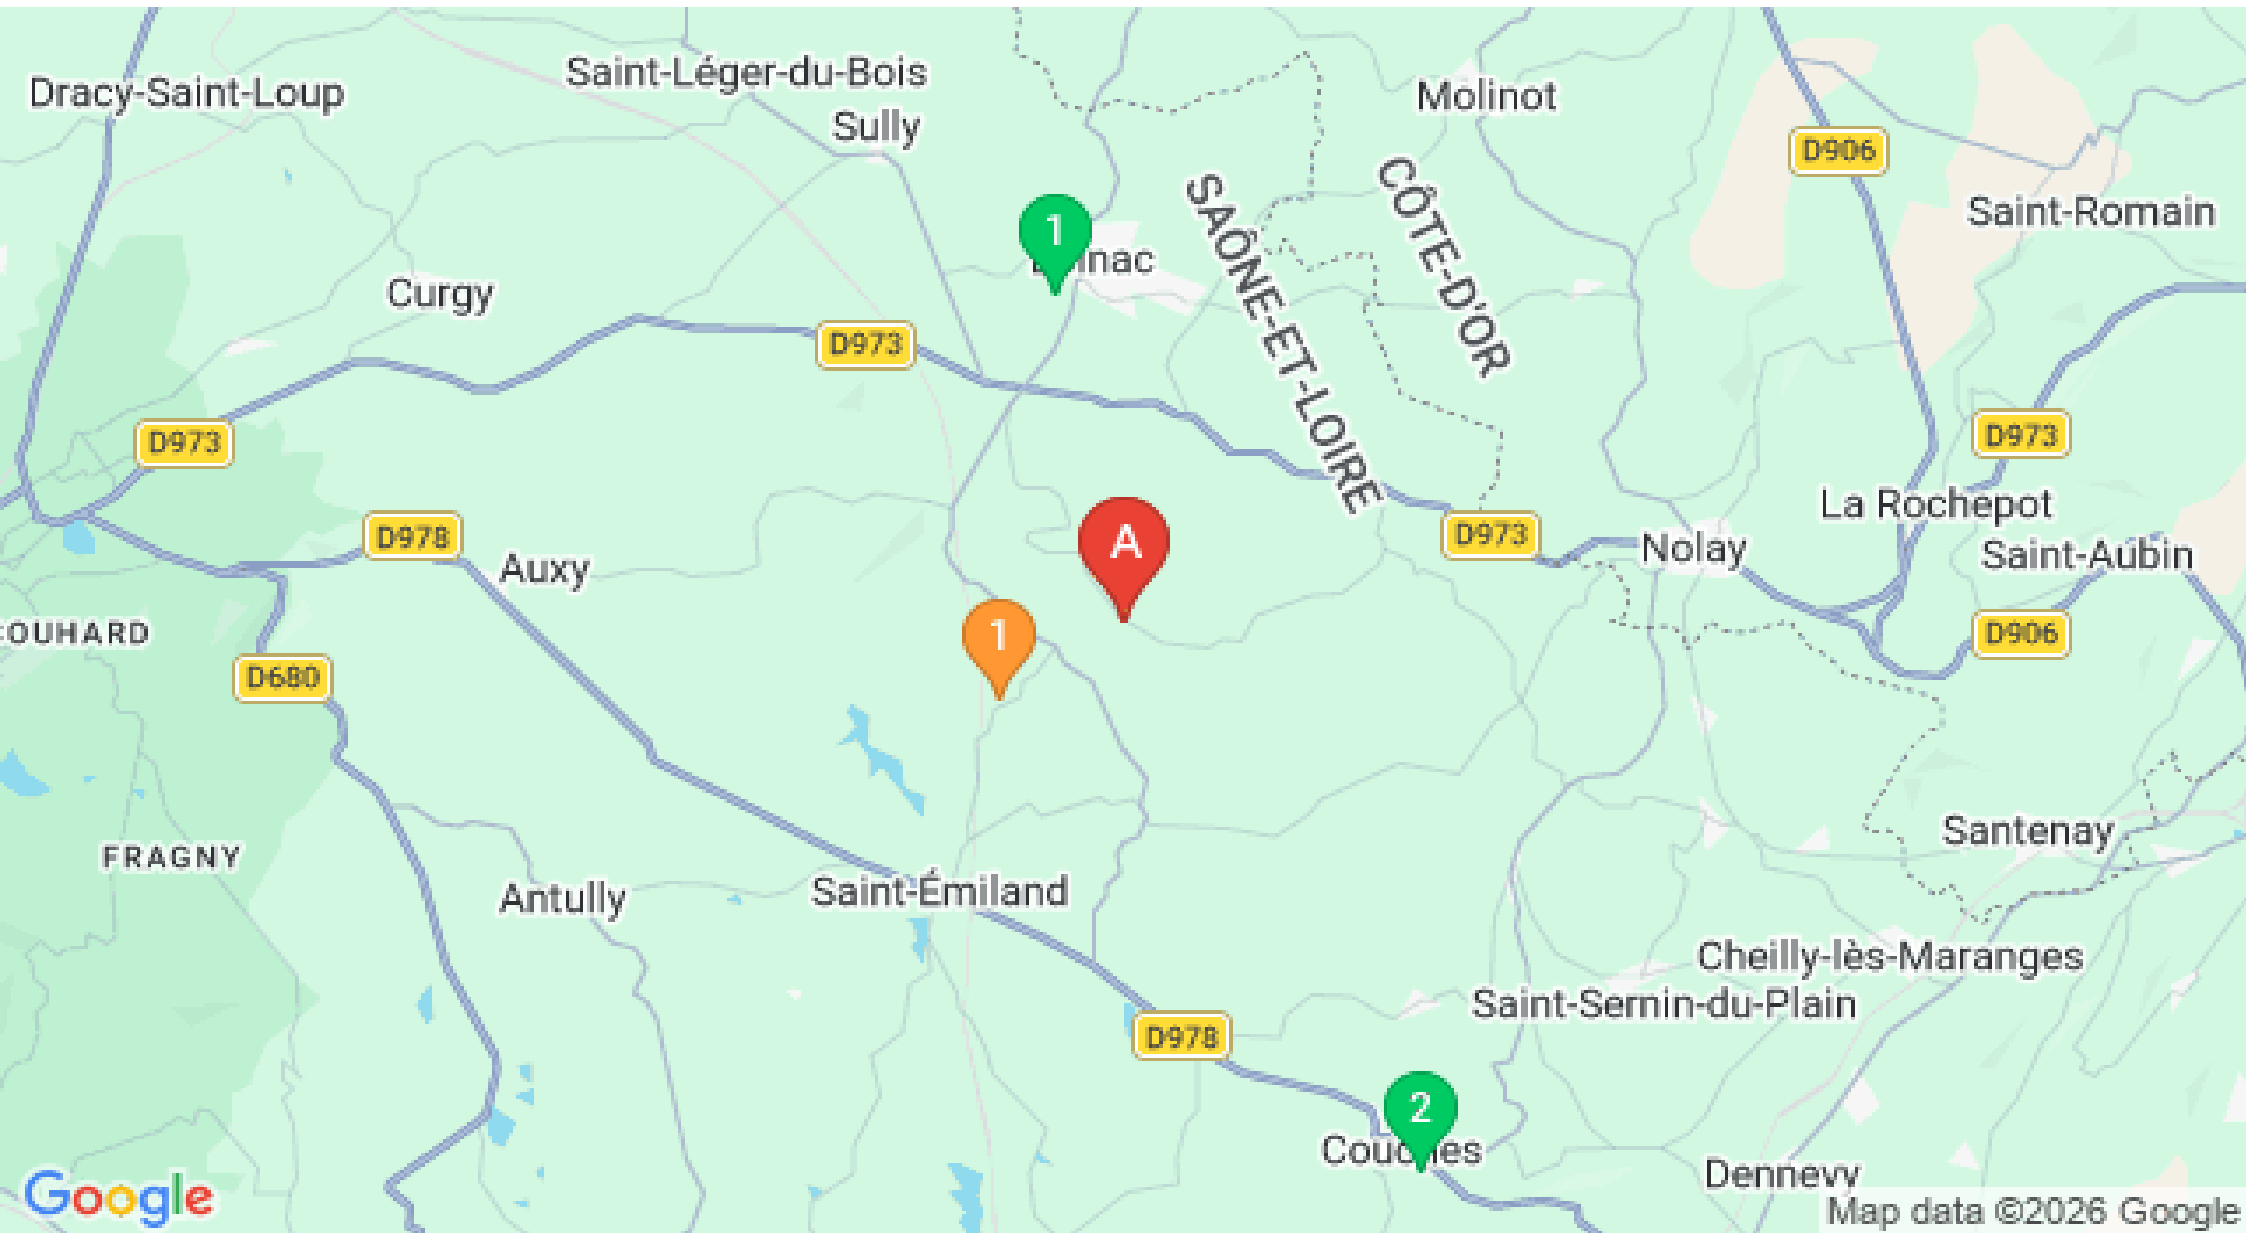 Dracy-Saint-Loup
Saint-Léger-du-Bois
Sully
Molinot
D906
Saint-Romain
1
nac
SAÔNE-ET-LOIRE
CÔTE-D'OR
Curgy
D973
D973
D973
La Rochepot
D978
Auxy
A
D973
Nolay
Saint-Aubin
OUHARD
1
D906
D680
FRAGNY
Santenay
Antully
Saint-Émiland
Cheilly-lès-Maranges
Saint-Sernin-du-Plain
D978
2
Couches
Dennevy
Google
Map data ©2026 Google